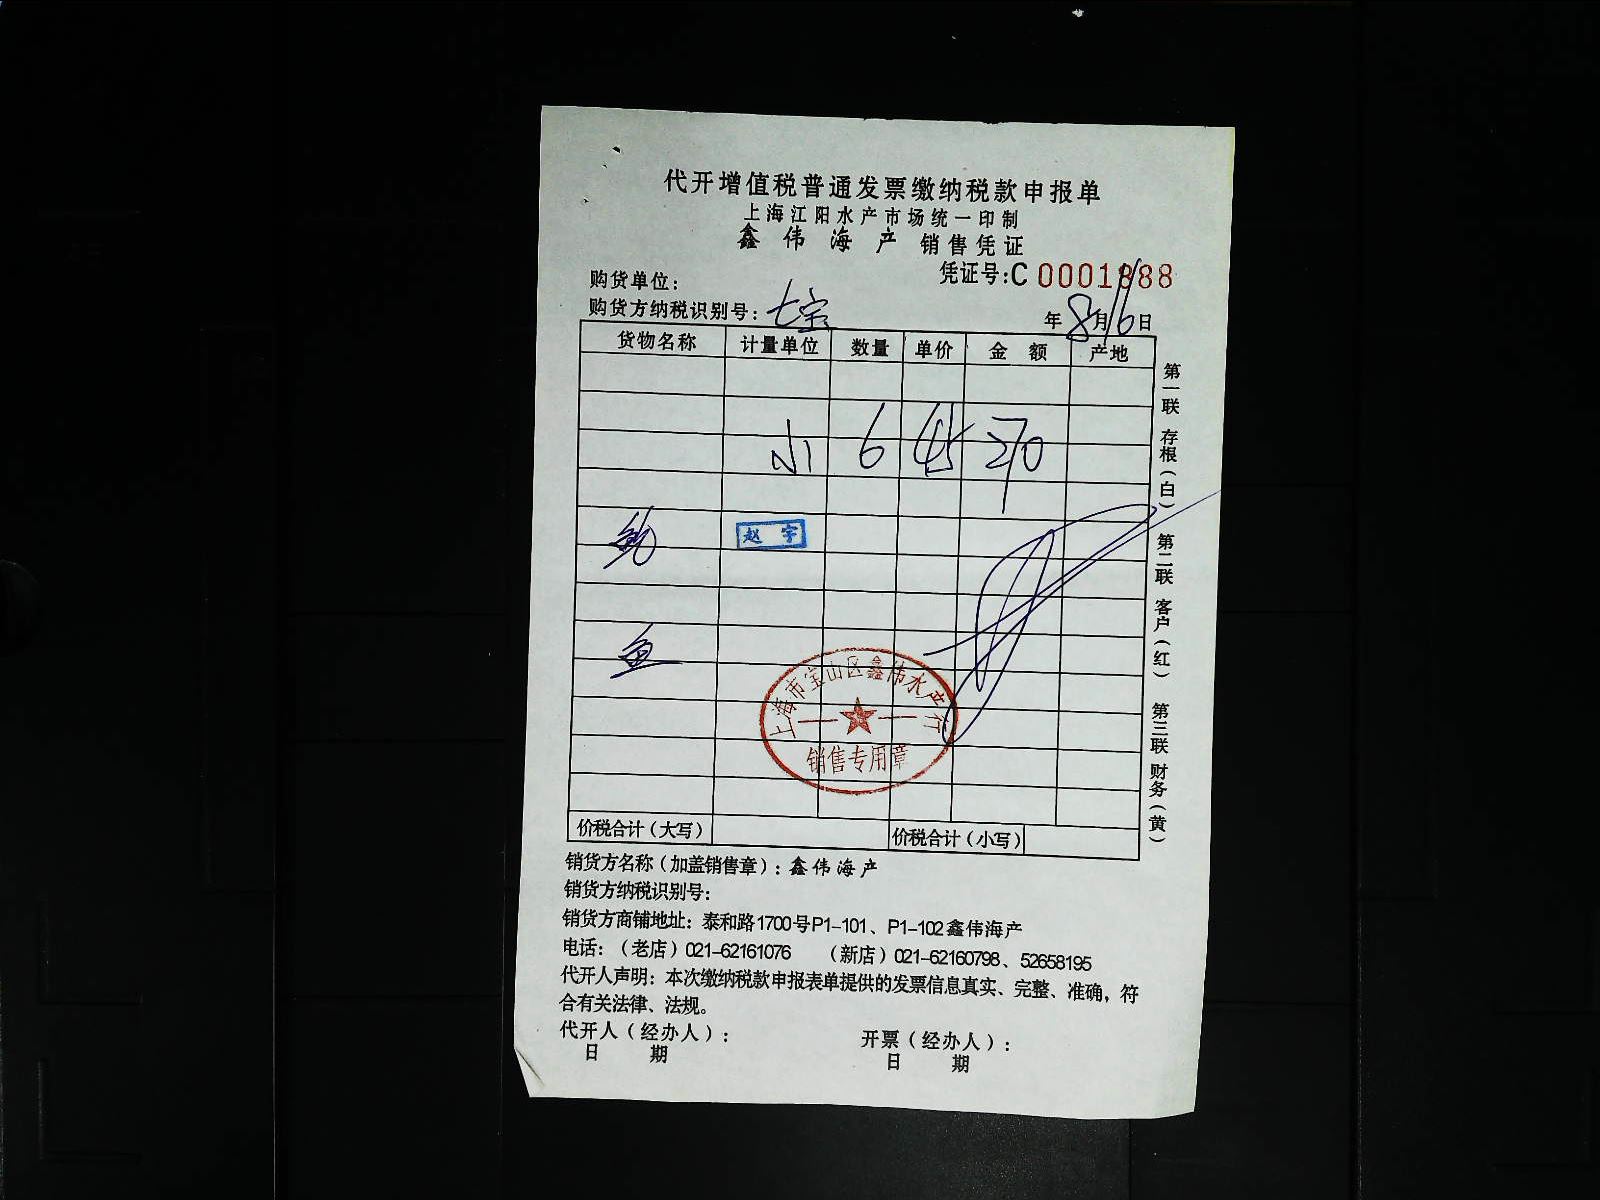 代开增值税普通发票缴纳税款申报单
上海江阳水产市场统一印制
鑫伟海产 销售凭证
凭证号:C 0001888
购货单位:
购货方纳税识别号: 七宝
年 8月16日
货物名称 计量单位 数量 单价 金额 产地
小 6 45 270
赵宇
鱼
上海市宝山区鑫伟水产行
销售专用章
价税合计(大写) 价税合计(小写)
第一联 存根(白) 第二联 客户(红) 第三联 财务(黄)
销货方名称(加盖销售章):鑫伟海产
销货方纳税识别号:
销货方商铺地址:泰和路1700号P1-101、P1-102鑫伟海产
电话:(老店)021-62161076 (新店)021-62160798、52658195
代开人声明:本次缴纳税款申报表单提供的发票信息真实、完整、准确,符
合有关法律、法规。
代开人(经办人): 开票(经办人):
日 期 日 期